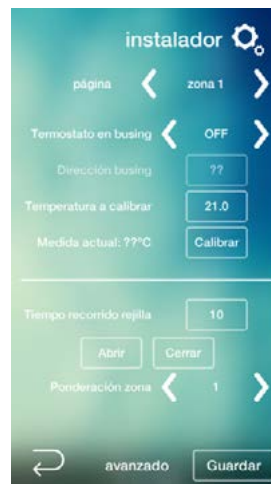 instalador
página zona 1
Termostato en busing OFF
Dirección busing ??
Temperatura a calibrar 21.0
Medida actual: ??ºC Calibrar
Tiempo recorrido rejilla 10
Abrir Cerrar
Ponderación zona 1
avanzado Guardar